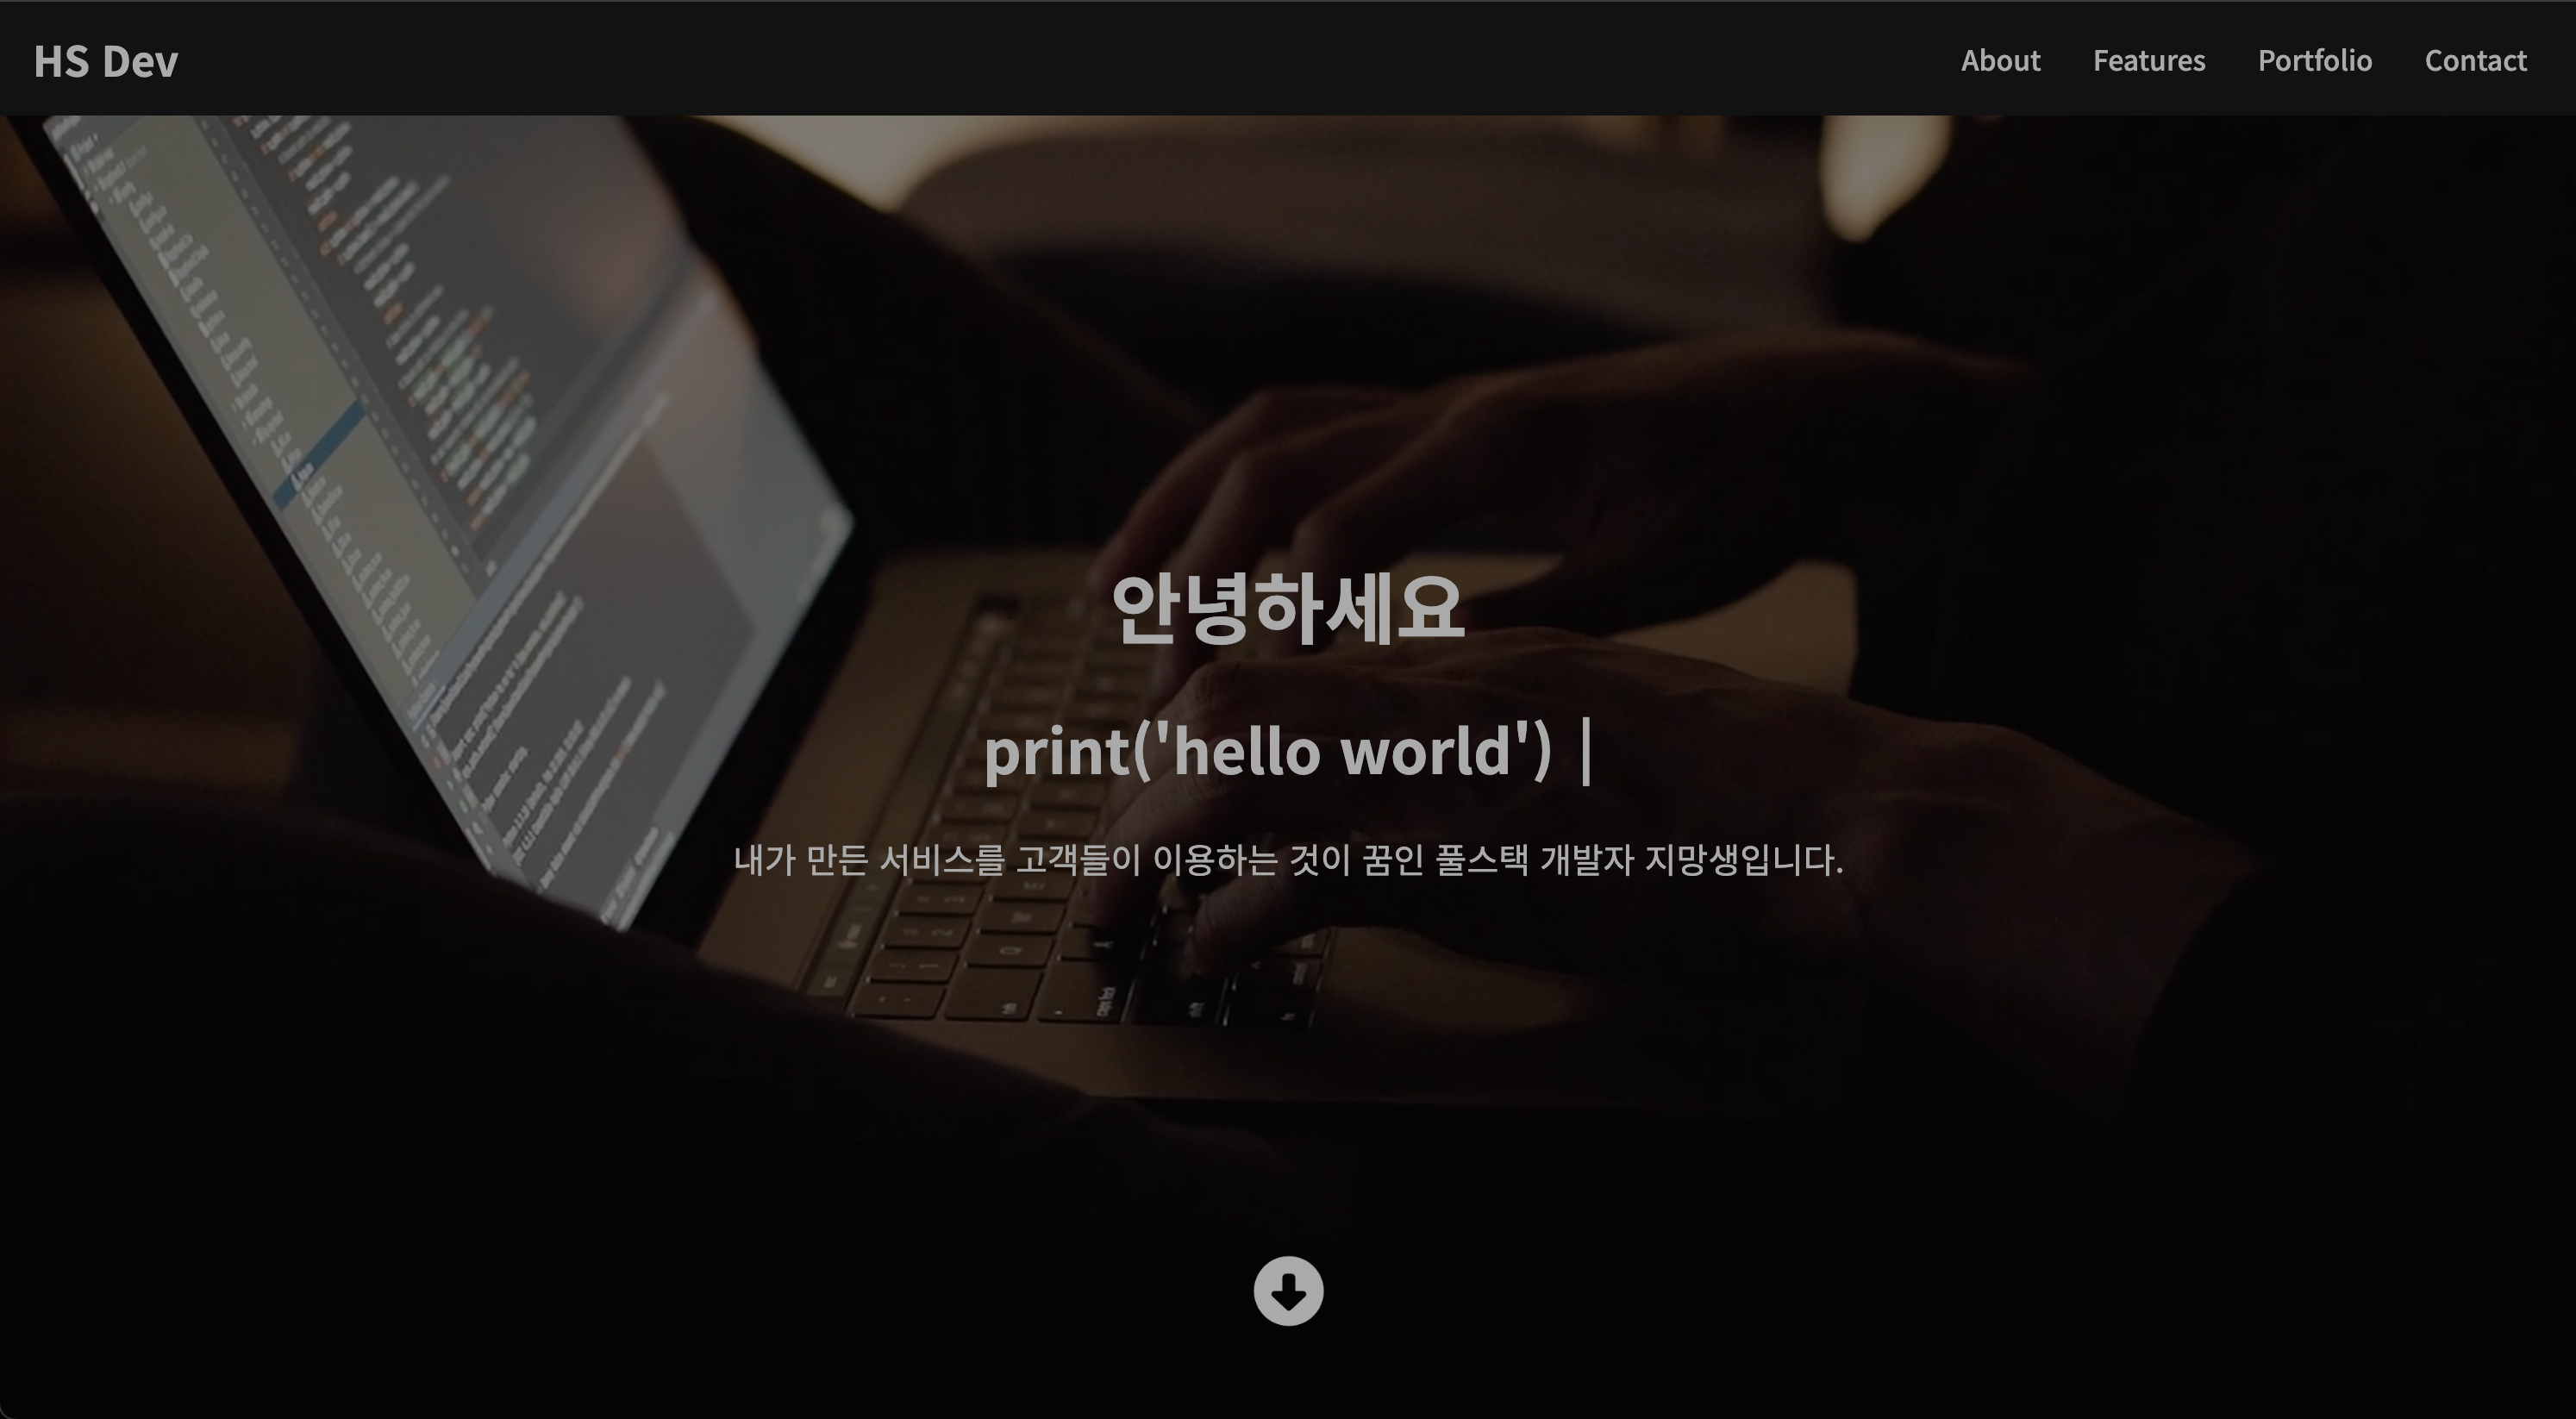 HS Dev
About Features Portfolio Contact
안녕하세요
print('hello world') |
내가 만든 서비스를 고객들이 이용하는 것이 꿈인 풀스택 개발자 지망생입니다.